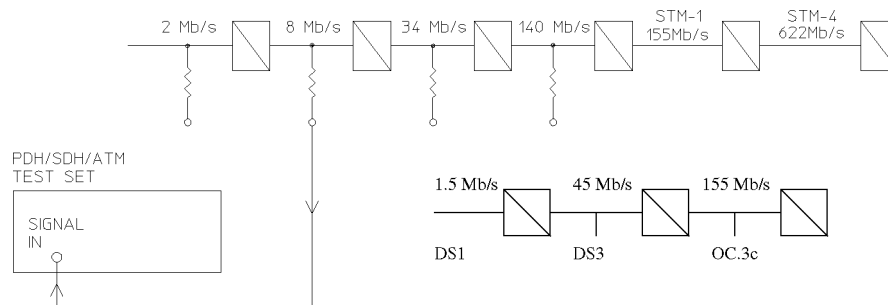 2 Mb/s 8 Mb/s 34 Mb/s 140 Mb/s STM-1 STM-4
155Mb/s 622Mb/s
PDH/SDH/ATM
TEST SET
SIGNAL
IN
1.5 Mb/s 45 Mb/s 155 Mb/s
DS1 DS3 OC.3c